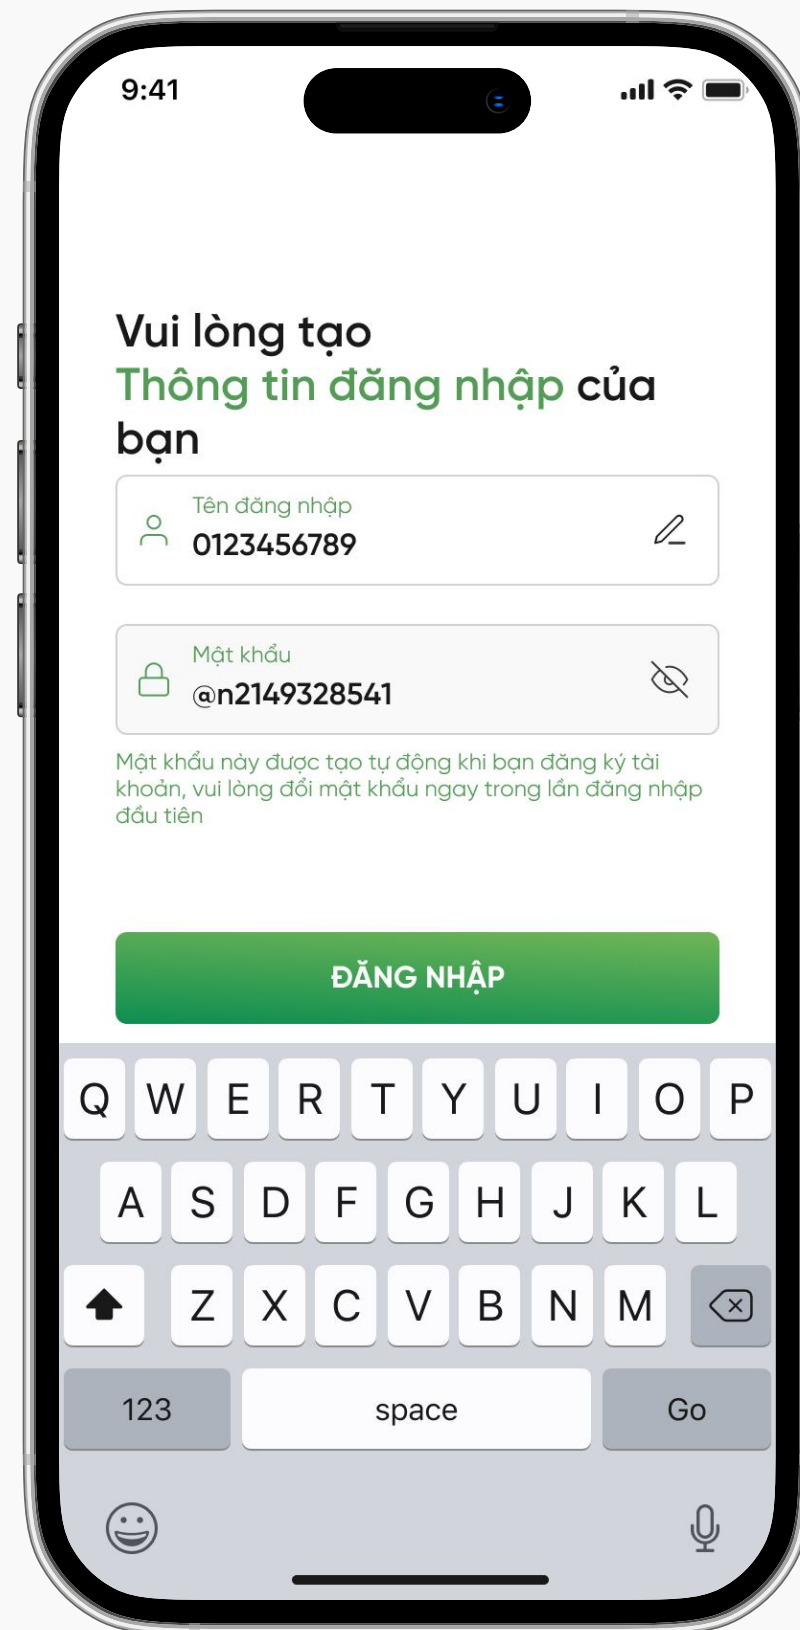 9:41
Vui lòng tạo
Thông tin đăng nhập của
bạn
Tên đăng nhập
0123456789
Mật khẩu
@n2149328541
Mật khẩu này được tạo tự động khi bạn đăng ký tài
khoản, vui lòng đổi mật khẩu ngay trong lần đăng nhập
đầu tiên
ĐĂNG NHẬP
Q W E R T Y U I O P
A S D F G H J K L
Z X C V B N M
123 space Go